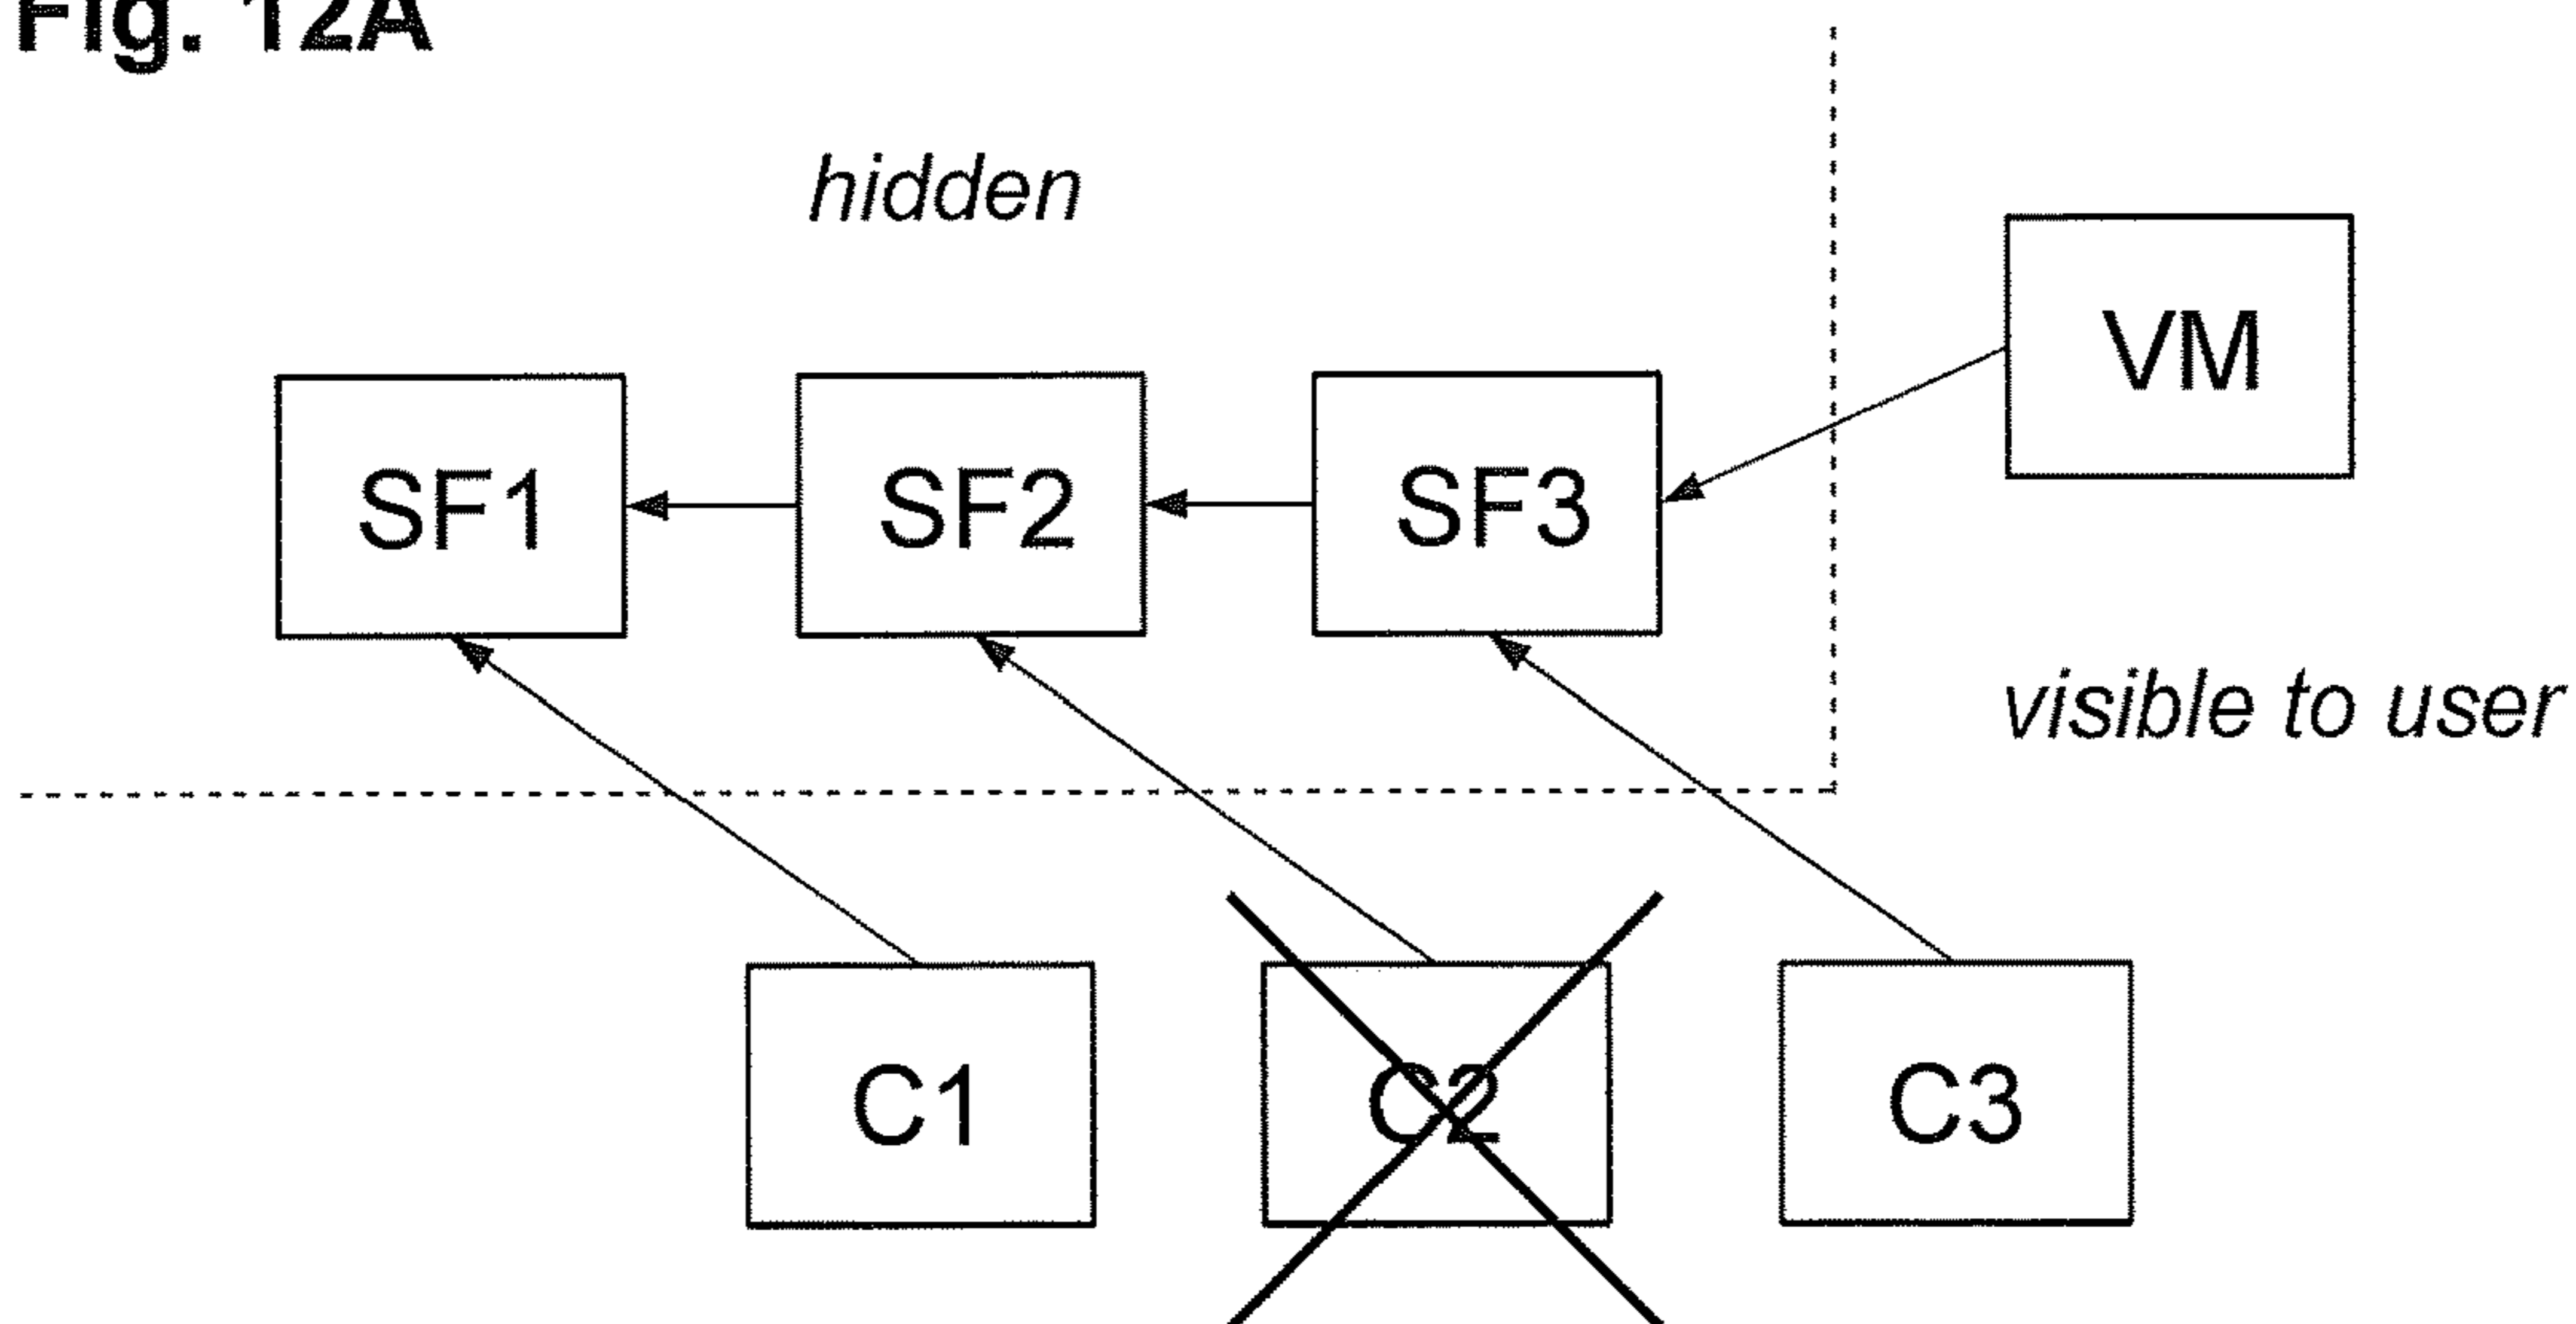 Fig. 12A
hidden
VM
SF1 SF2 SF3
visible to user
C1 C2 C3